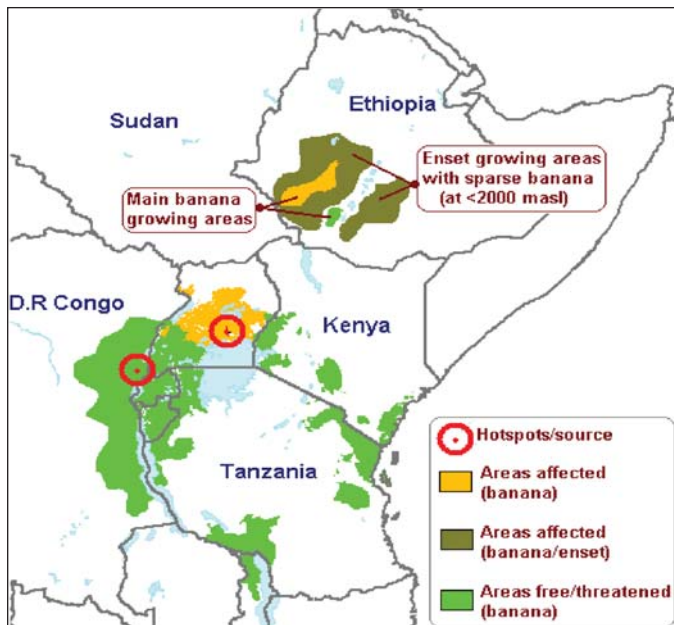 Ethiopia
Sudan
Enset growing areas
with sparse banana
(at <2000 masl)
Main banana
growing areas
D.R Congo
Kenya
Tanzania
Hotspots/source
Areas affected
(banana)
Areas affected
(banana/enset)
Areas free/threatened
(banana)